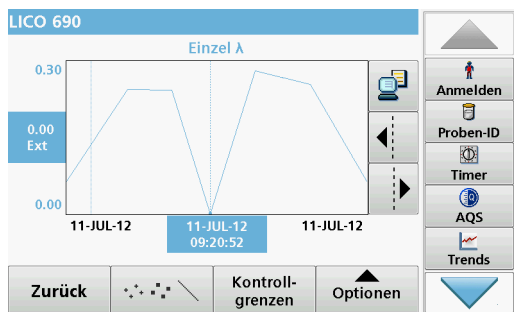 LICO 690
Einzel λ
0.30
0.00
Ext
0.00
11-JUL-12
11-JUL-12
09:20:52
11-JUL-12
Zurück
Kontroll-
grenzen
Optionen
Anmelden
Proben-ID
Timer
AQS
Trends